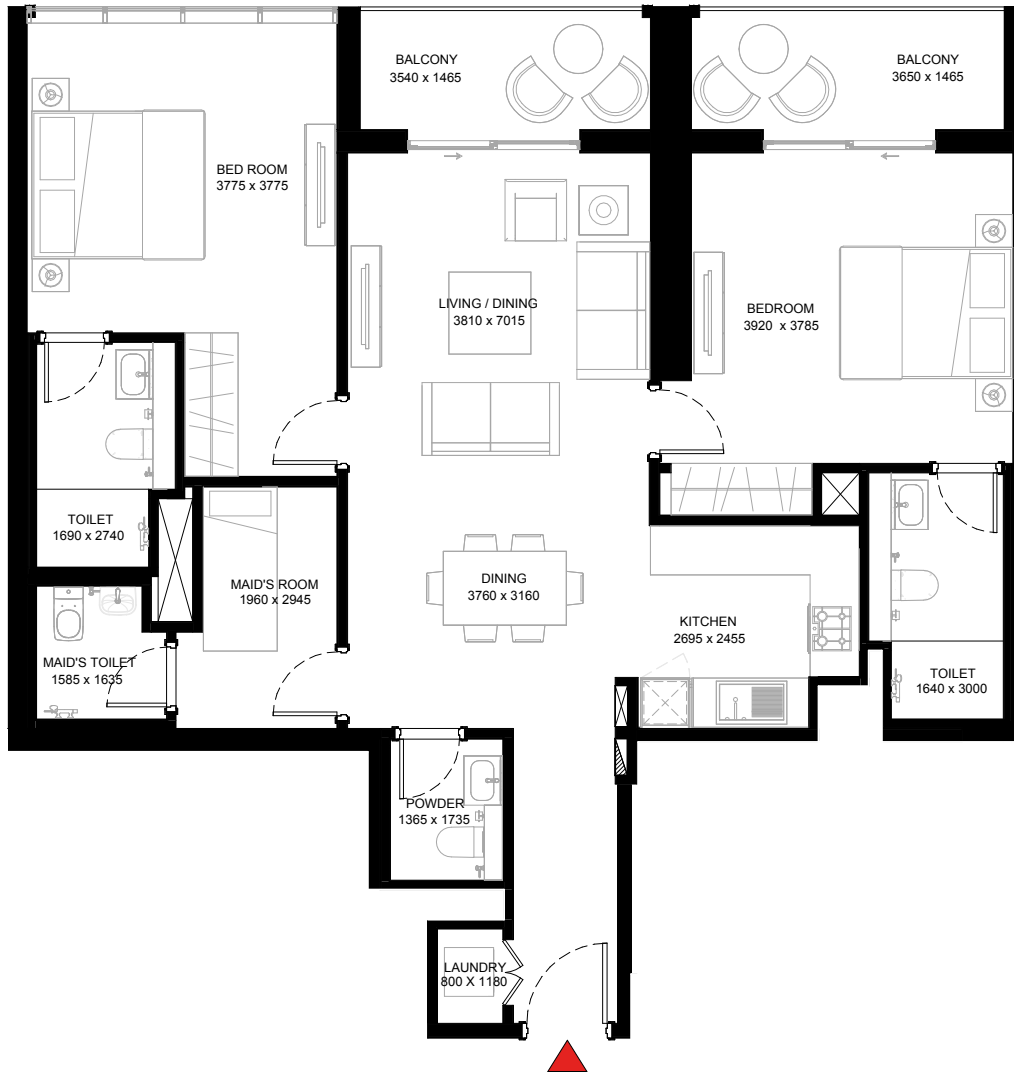 BALCONY
3540 x 1465
BALCONY
3650 x 1465
BED ROOM
3775 x 3775
LIVING / DINING
3810 x 7015
BEDROOM
3920 x 3785
TOILET
1690 x 2740
MAID'S ROOM
1960 x 2945
DINING
3760 x 3160
KITCHEN
2695 x 2455
MAID'S TOILET
1585 x 1635
TOILET
1640 x 3000
POWDER
1365 x 1735
LAUNDRY
800 X 1180